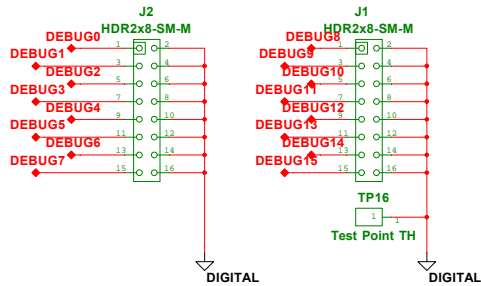 J2
HDR2x8-SM-M
DEBUG0
1 2
DEBUG1
3 4
DEBUG2
5 6
DEBUG3
7 8
DEBUG4
9 10
DEBUG5
11 12
DEBUG6
13 14
DEBUG7
15 16
DIGITAL
J1
HDR2x8-SM-M
DEBUG8
1 2
DEBUG9
3 4
DEBUG10
5 6
DEBUG11
7 8
DEBUG12
9 10
DEBUG13
11 12
DEBUG14
13 14
DEBUG15
15 16
TP16
1 1
Test Point TH
DIGITAL